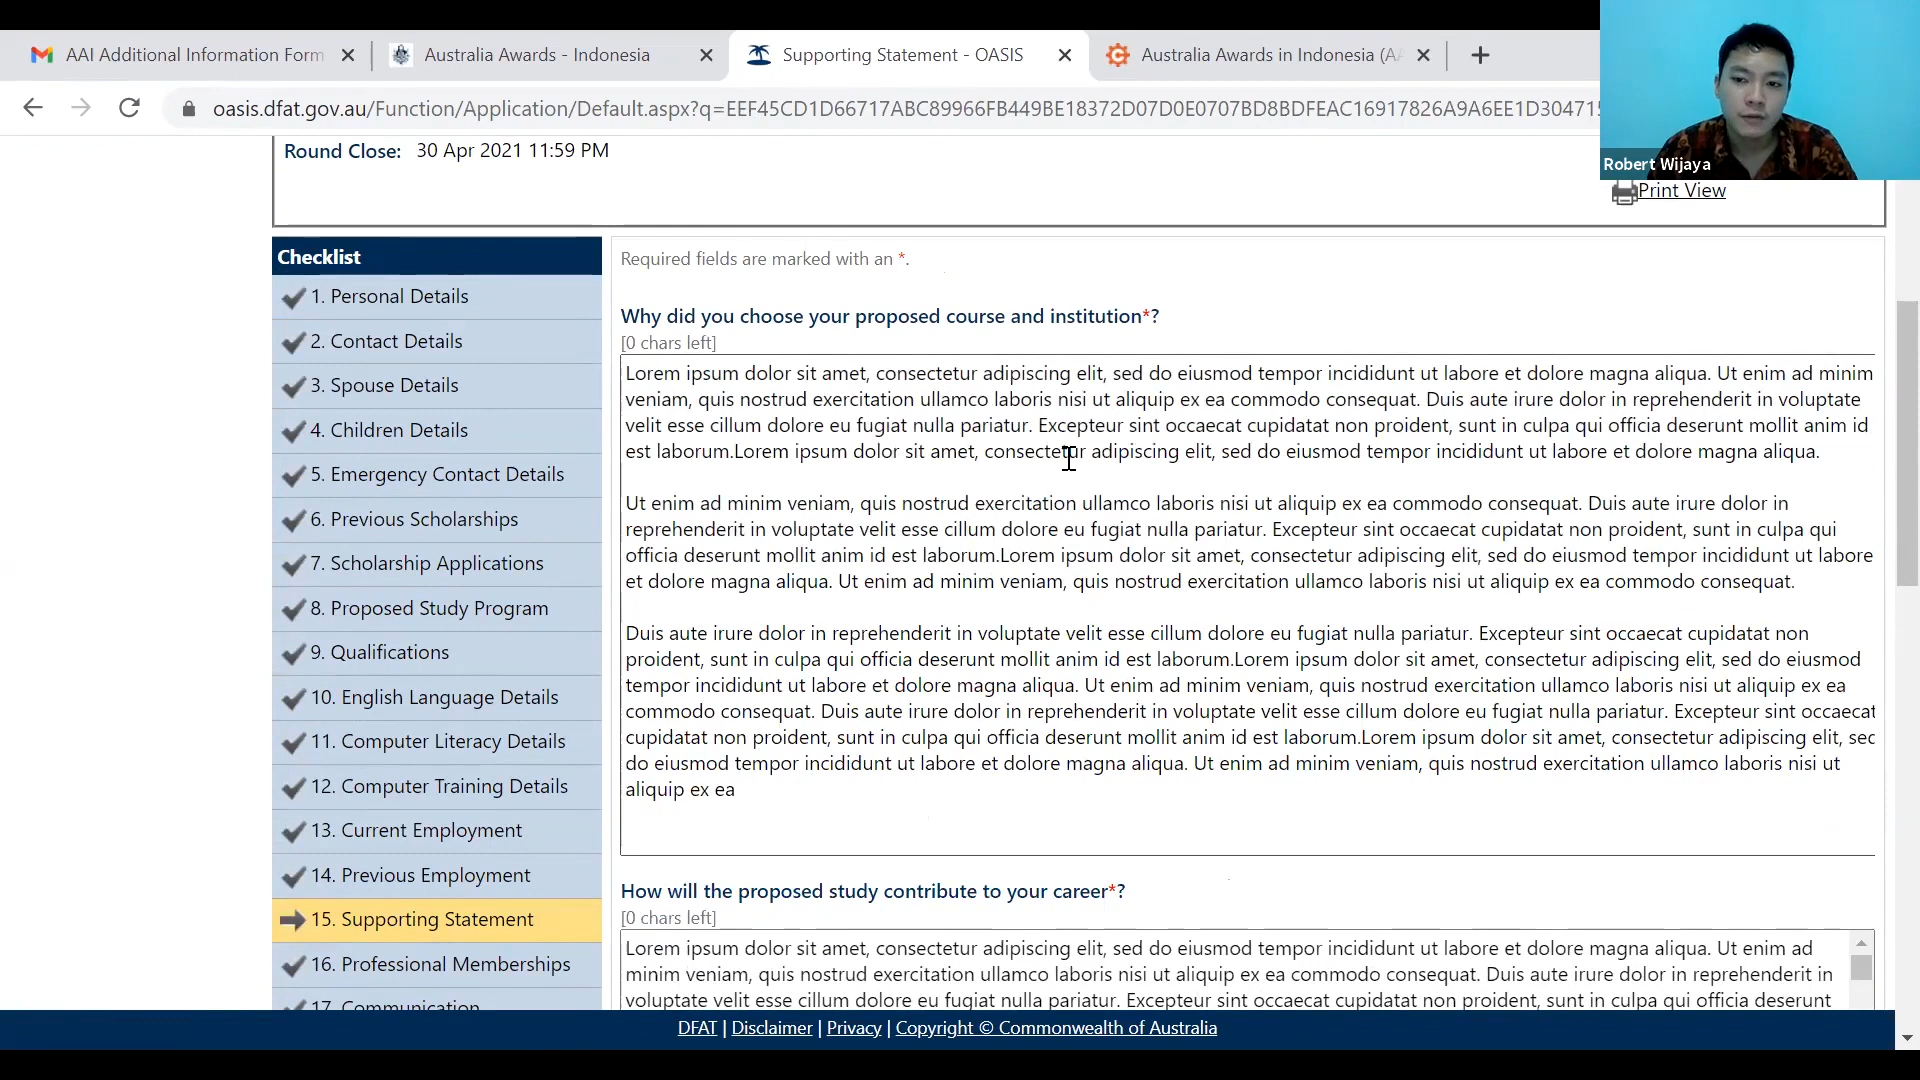 AAI Additional Information Form
Australia Awards - Indonesia
Supporting Statement - OASIS
Australia Awards in Indonesia (AA
oasis.dfat.gov.au/Function/Application/Default.aspx?q=EEF45CD1D66717ABC89966FB449BE18372D07D0E0707BD8BDFEAC16917826A9A6EE1D304715
Robert Wijaya
Round Close: 30 Apr 2021 11:59 PM
Print View
Checklist
1. Personal Details
2. Contact Details
3. Spouse Details
4. Children Details
5. Emergency Contact Details
6. Previous Scholarships
7. Scholarship Applications
8. Proposed Study Program
9. Qualifications
10. English Language Details
11. Computer Literacy Details
12. Computer Training Details
13. Current Employment
14. Previous Employment
15. Supporting Statement
16. Professional Memberships
17. Communication
Required fields are marked with an *.
Why did you choose your proposed course and institution*?
[0 chars left]
Lorem ipsum dolor sit amet, consectetur adipiscing elit, sed do eiusmod tempor incididunt ut labore et dolore magna aliqua. Ut enim ad minim
veniam, quis nostrud exercitation ullamco laboris nisi ut aliquip ex ea commodo consequat. Duis aute irure dolor in reprehenderit in voluptate
velit esse cillum dolore eu fugiat nulla pariatur. Excepteur sint occaecat cupidatat non proident, sunt in culpa qui officia deserunt mollit anim id
est laborum.Lorem ipsum dolor sit amet, consectetur adipiscing elit, sed do eiusmod tempor incididunt ut labore et dolore magna aliqua.
Ut enim ad minim veniam, quis nostrud exercitation ullamco laboris nisi ut aliquip ex ea commodo consequat. Duis aute irure dolor in
reprehenderit in voluptate velit esse cillum dolore eu fugiat nulla pariatur. Excepteur sint occaecat cupidatat non proident, sunt in culpa qui
officia deserunt mollit anim id est laborum.Lorem ipsum dolor sit amet, consectetur adipiscing elit, sed do eiusmod tempor incididunt ut labore
et dolore magna aliqua. Ut enim ad minim veniam, quis nostrud exercitation ullamco laboris nisi ut aliquip ex ea commodo consequat.
Duis aute irure dolor in reprehenderit in voluptate velit esse cillum dolore eu fugiat nulla pariatur. Excepteur sint occaecat cupidatat non
proident, sunt in culpa qui officia deserunt mollit anim id est laborum.Lorem ipsum dolor sit amet, consectetur adipiscing elit, sed do eiusmod
tempor incididunt ut labore et dolore magna aliqua. Ut enim ad minim veniam, quis nostrud exercitation ullamco laboris nisi ut aliquip ex ea
commodo consequat. Duis aute irure dolor in reprehenderit in voluptate velit esse cillum dolore eu fugiat nulla pariatur. Excepteur sint occaecat
cupidatat non proident, sunt in culpa qui officia deserunt mollit anim id est laborum.Lorem ipsum dolor sit amet, consectetur adipiscing elit, sed
do eiusmod tempor incididunt ut labore et dolore magna aliqua. Ut enim ad minim veniam, quis nostrud exercitation ullamco laboris nisi ut
aliquip ex ea
How will the proposed study contribute to your career*?
[0 chars left]
Lorem ipsum dolor sit amet, consectetur adipiscing elit, sed do eiusmod tempor incididunt ut labore et dolore magna aliqua. Ut enim ad
minim veniam, quis nostrud exercitation ullamco laboris nisi ut aliquip ex ea commodo consequat. Duis aute irure dolor in reprehenderit in
voluptate velit esse cillum dolore eu fugiat nulla pariatur. Excepteur sint occaecat cupidatat non proident, sunt in culpa qui officia deserunt
DFAT | Disclaimer | Privacy | Copyright © Commonwealth of Australia